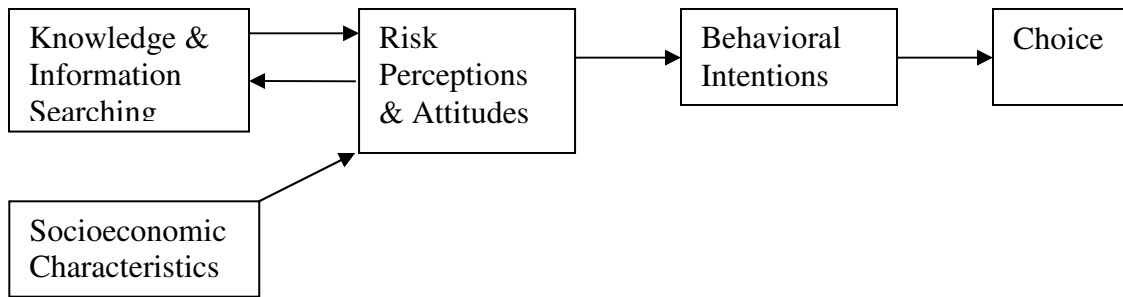 Knowledge &
Information
Searching
Risk
Perceptions
& Attitudes
Behavioral
Intentions
Choice
Socioeconomic
Characteristics